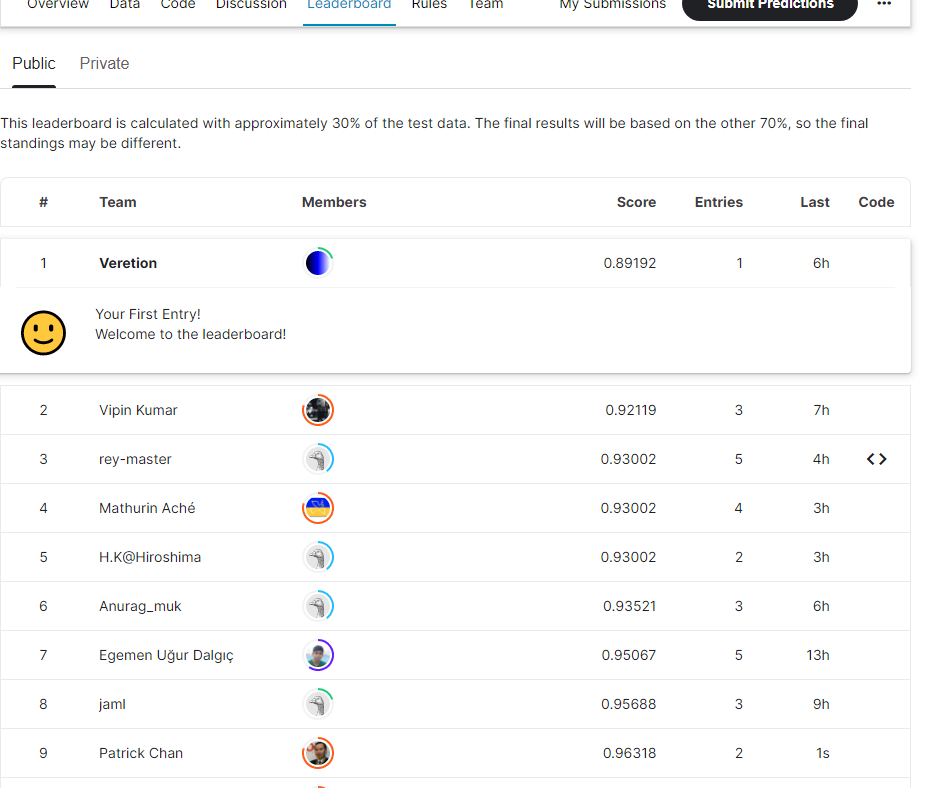 Overview Data Code Discussion Leaderboard Rules Team My Submissions Submit Predictions ...
Public Private
This leaderboard is calculated with approximately 30% of the test data. The final results will be based on the other 70%, so the final
standings may be different.
# Team Members Score Entries Last Code
1 Veretion 0.89192 1 6h
Your First Entry!
Welcome to the leaderboard!
2 Vipin Kumar 0.92119 3 7h
3 rey-master 0.93002 5 4h <>
4 Mathurin Aché 0.93002 4 3h
5 H.K@Hiroshima 0.93002 2 3h
6 Anurag_muk 0.93521 3 6h
7 Egemen Uğur Dalgıç 0.95067 5 13h
8 jaml 0.95688 3 9h
9 Patrick Chan 0.96318 2 1s